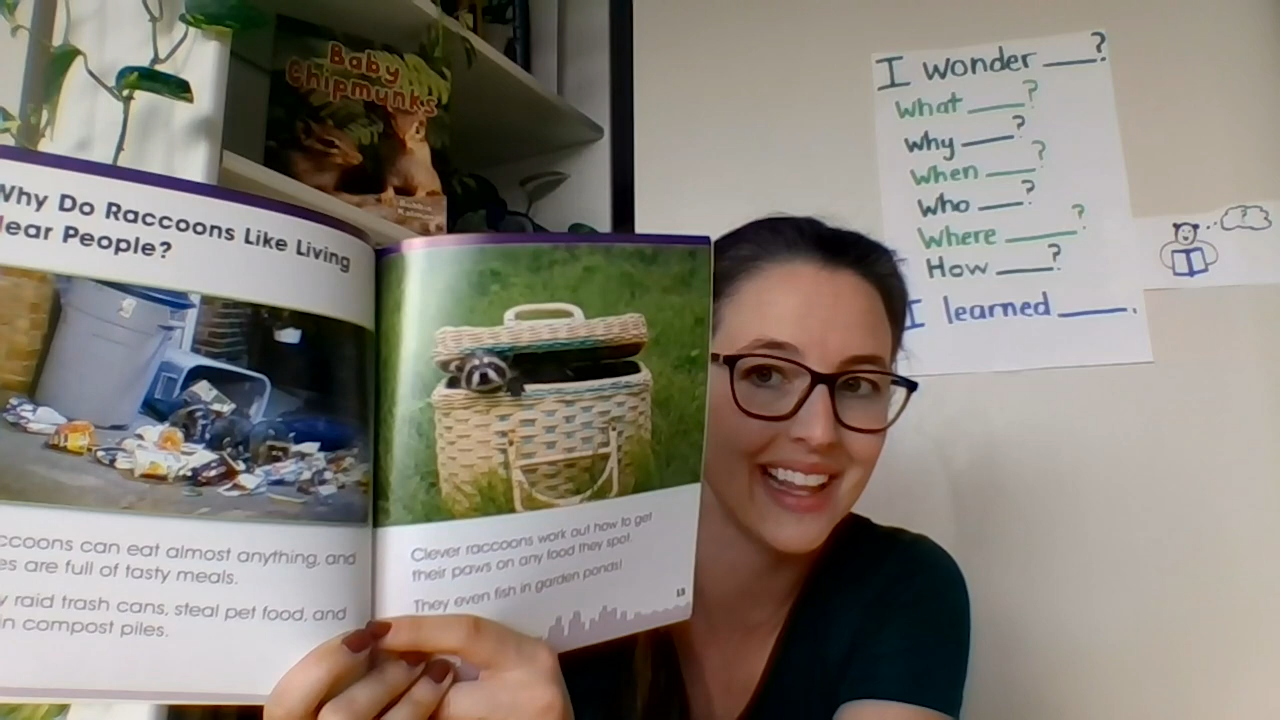 Baby
Chipmunks
Why Do Raccoons Like Living
Near People?
ccoons can eat almost anything, and
es are full of tasty meals.
y raid trash cans, steal pet food, and
in compost piles.
Clever raccoons work out how to get
their paws on any food they spot.
They even fish in garden ponds!
13
I wonder ___?
What ___?
Why ___?
When ___?
Who ___?
Where ___?
How ___?
I learned ___.
?